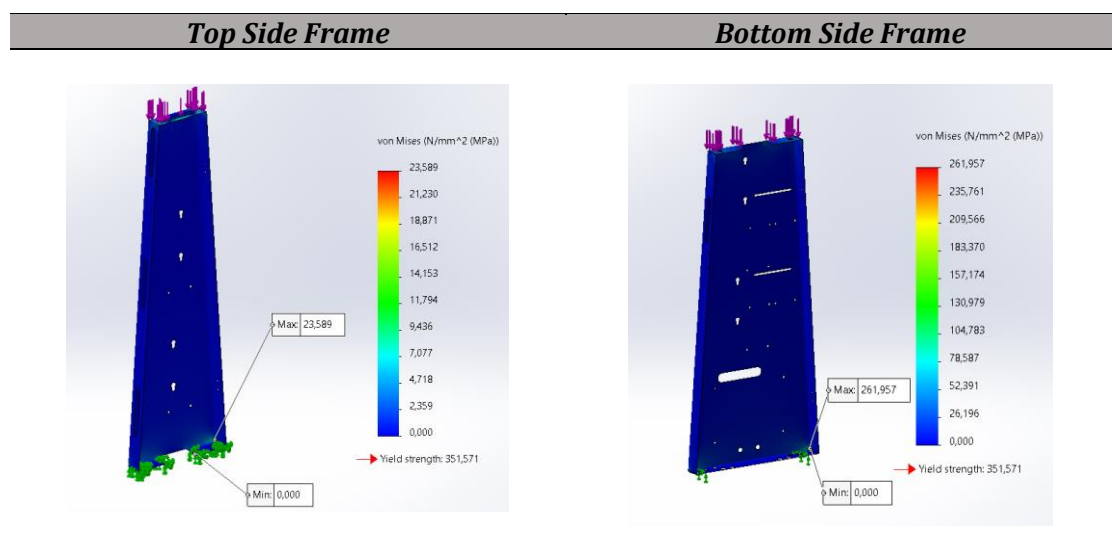 Top Side Frame
Bottom Side Frame
von Mises (N/mm^2 (MPa))
23,589
21,230
18,871
16,512
14,153
11,794
9,436
7,077
4,718
2,359
0,000
Yield strength: 351,571
Max: 23,589
Min: 0,000
von Mises (N/mm^2 (MPa))
261,957
235,761
209,566
183,370
157,174
130,979
104,783
78,587
52,391
26,196
0,000
Yield strength: 351,571
Max: 261,957
Min: 0,000